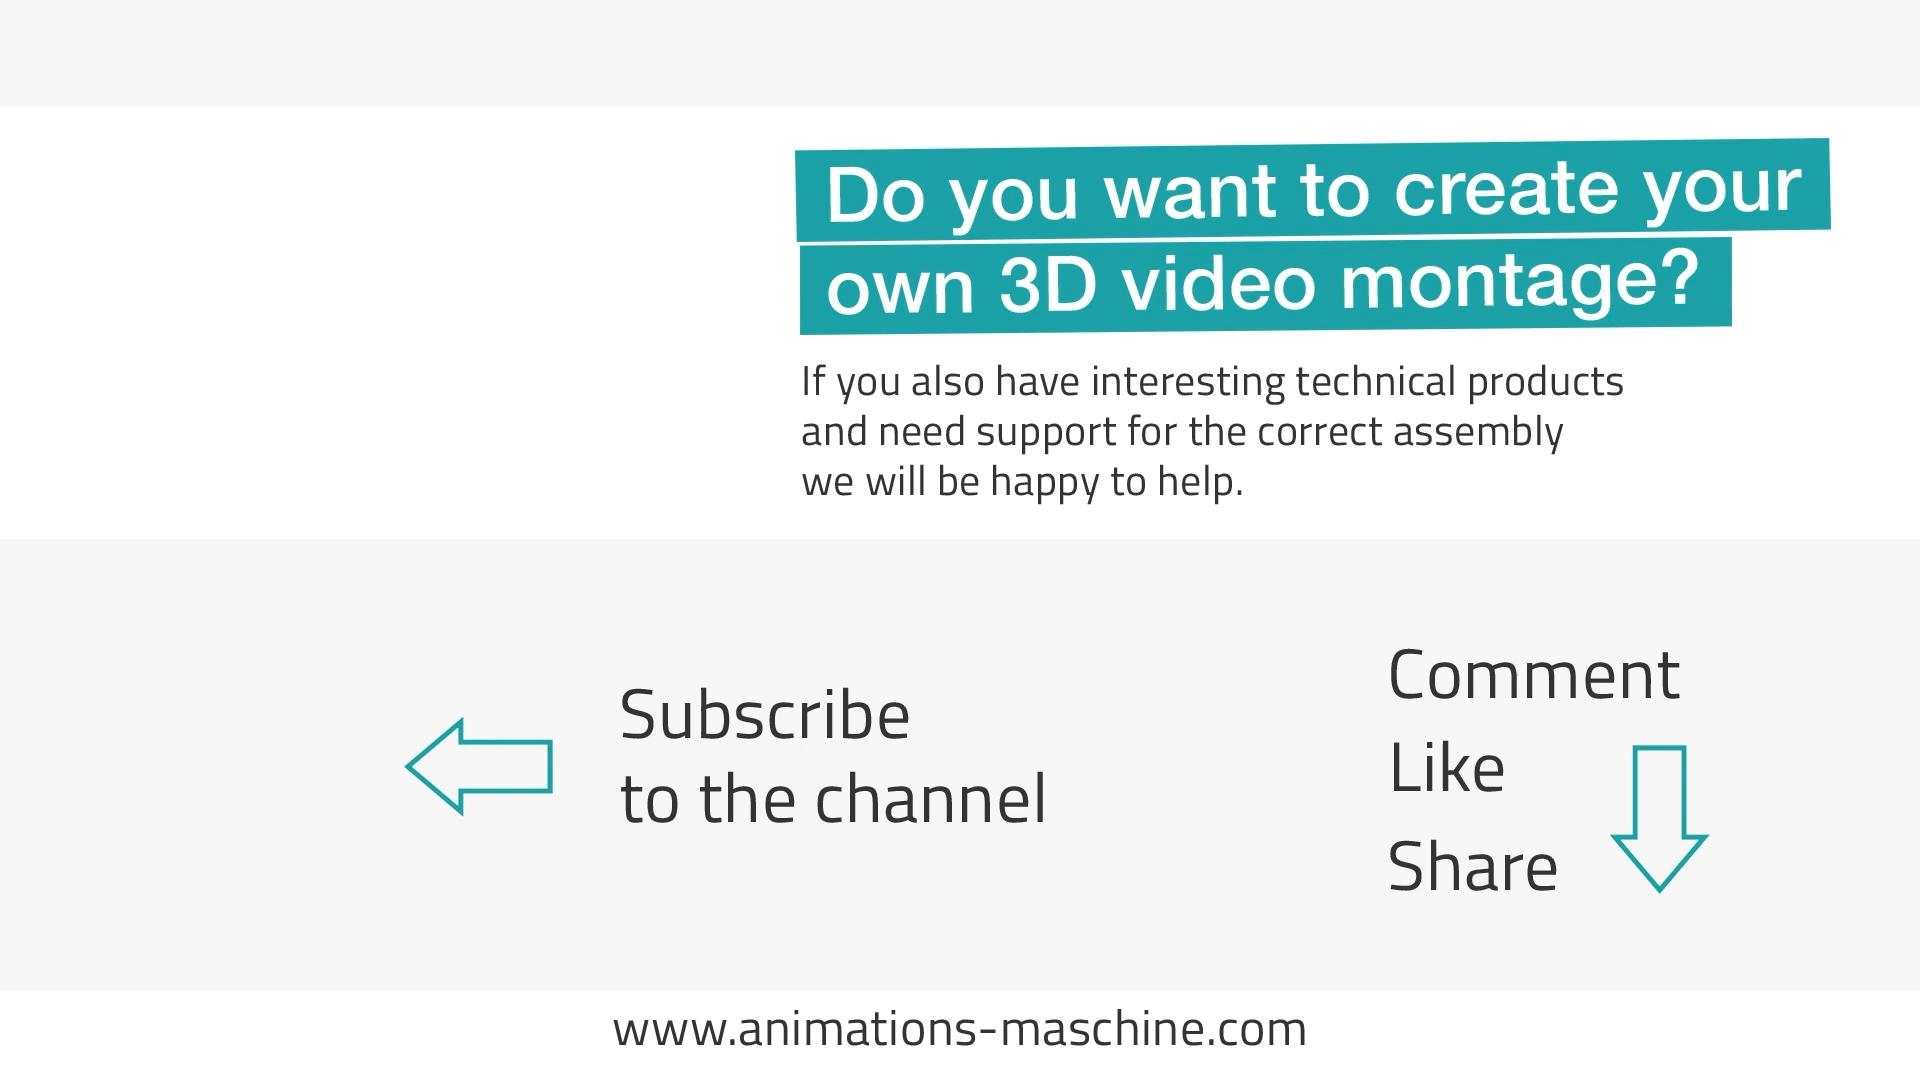 Do you want to create your
own 3D video montage?
If you also have interesting technical products
and need support for the correct assembly
we will be happy to help.
Subscribe
to the channel
Comment
Like
Share
www.animations-maschine.com